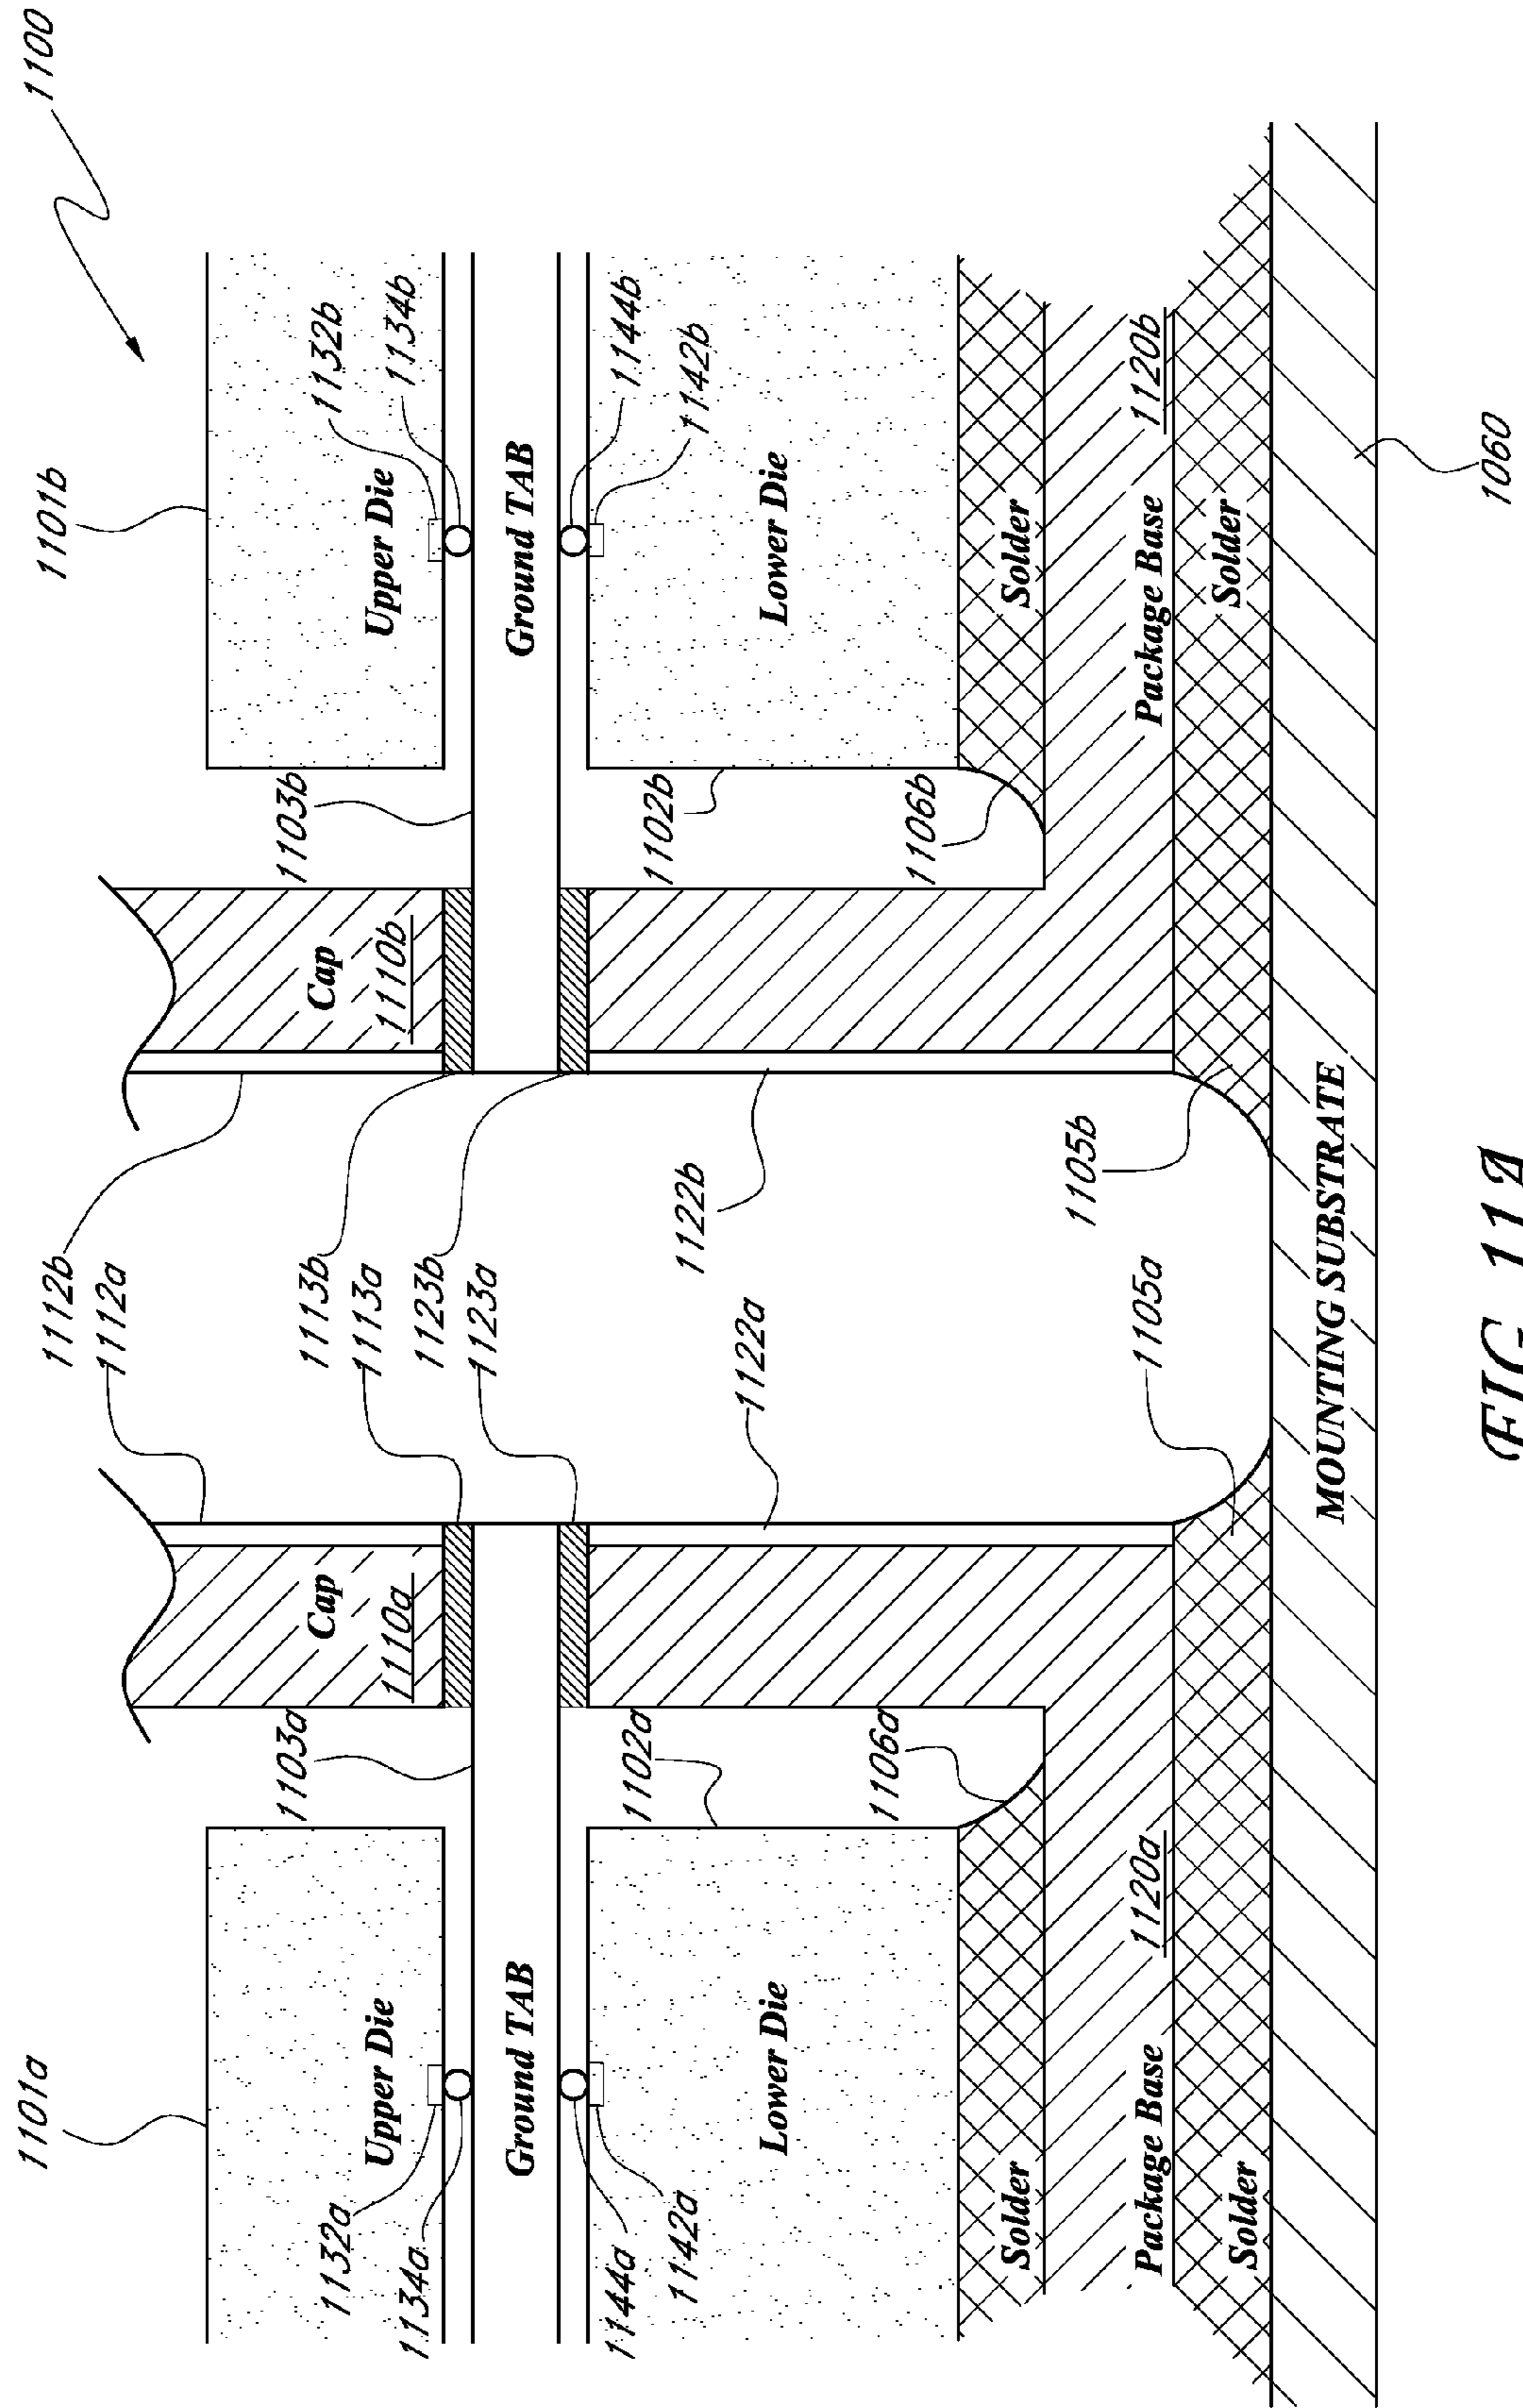 1101a
1101b
1100
1112b
1112a
1103a
1103b
1113b
1113a
1123b
1123a
Cap
1110a
Cap
1110b
1132a
1132b
Upper Die
Upper Die
1134a
1134b
Ground TAB
Ground TAB
1144a
1144b
1142a
1142b
1102a
1102b
1122b
1122a
Lower Die
Lower Die
1106a
1106b
Solder
Solder
1105b
1105a
Package Base
1120a
Package Base
1120b
Solder
Solder
MOUNTING SUBSTRATE
1060
FIG. 11A